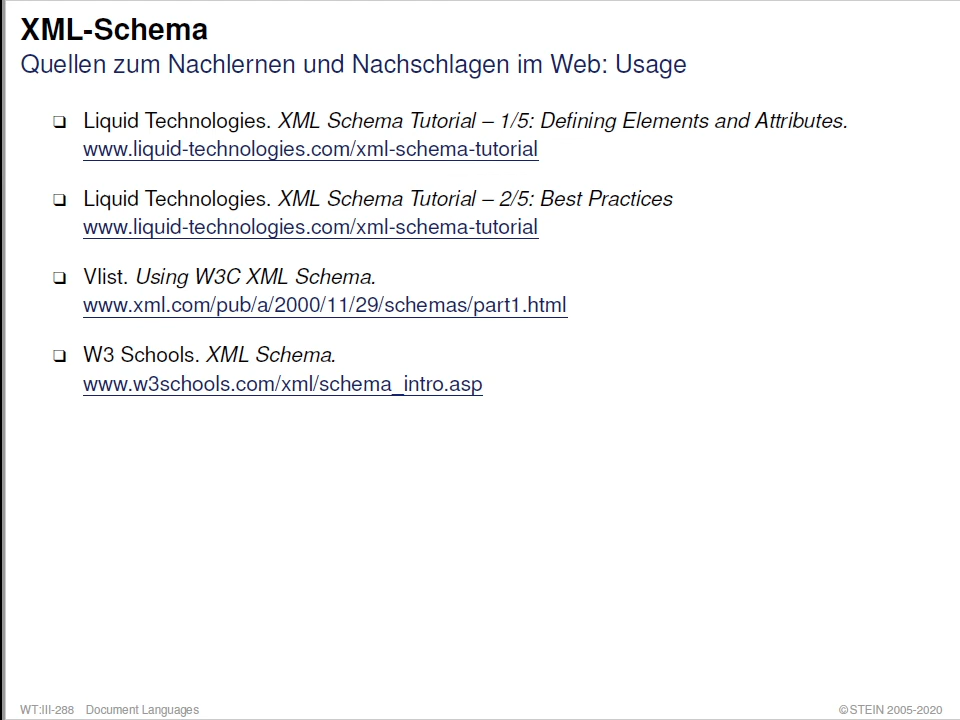 XML-Schema
Quellen zum Nachlernen und Nachschlagen im Web: Usage
❑ Liquid Technologies. XML Schema Tutorial – 1/5: Defining Elements and Attributes.
www.liquid-technologies.com/xml-schema-tutorial
❑ Liquid Technologies. XML Schema Tutorial – 2/5: Best Practices
www.liquid-technologies.com/xml-schema-tutorial
❑ Vlist. Using W3C XML Schema.
www.xml.com/pub/a/2000/11/29/schemas/part1.html
❑ W3 Schools. XML Schema.
www.w3schools.com/xml/schema_intro.asp
WT:III-288 Document Languages ©STEIN 2005-2020